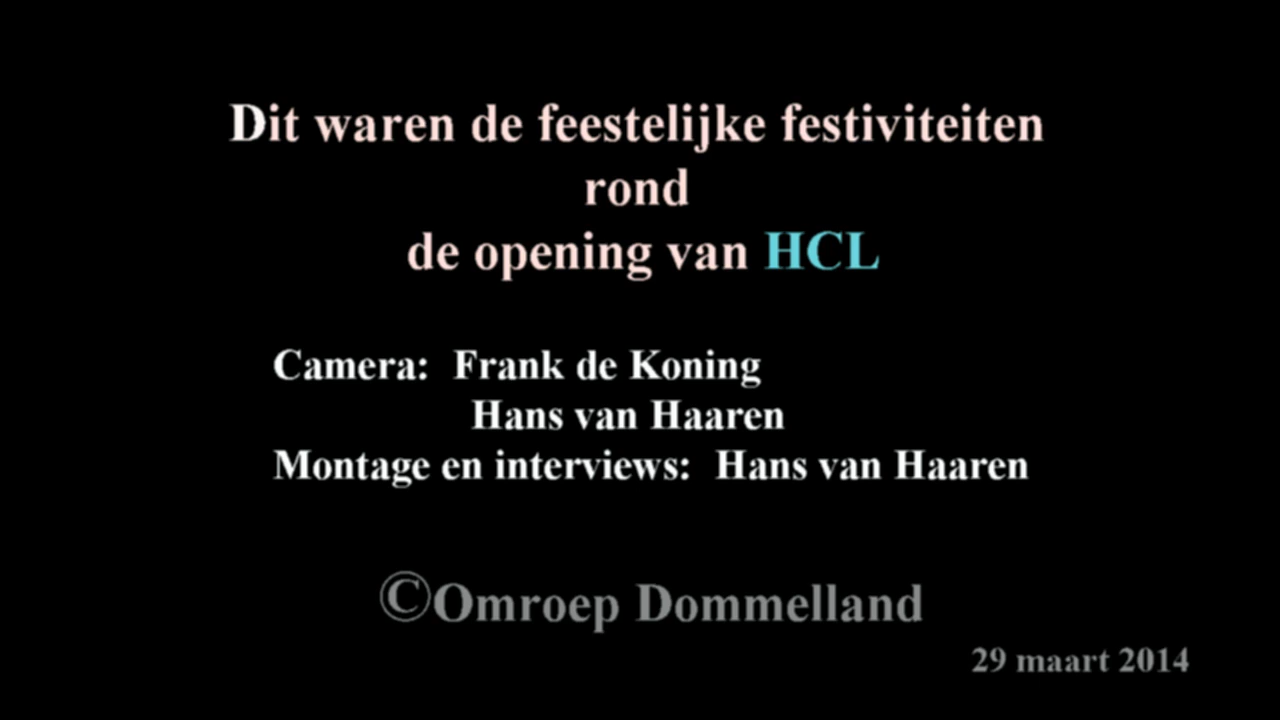 Dit waren de feestelijke festiviteiten
rond
de opening van HCL
Camera: Frank de Koning
Hans van Haaren
Montage en interviews: Hans van Haaren
©Omroep Dommelland
29 maart 2014